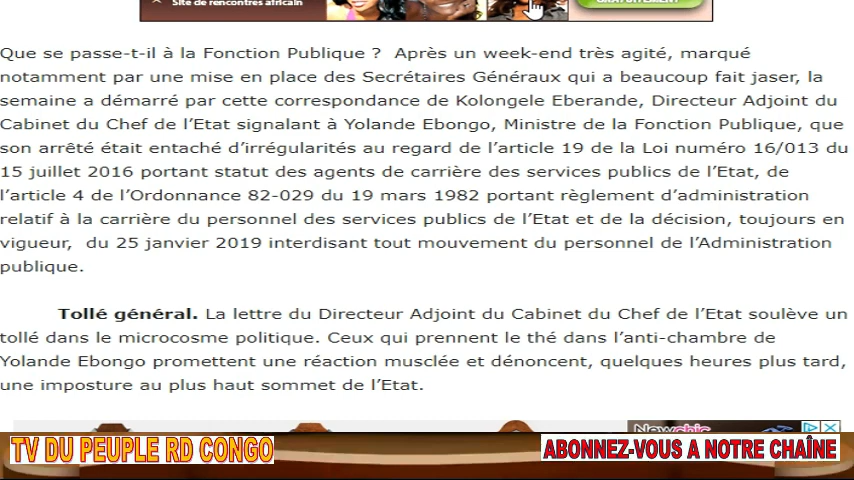 Site de rencontres africain
GRATUITEMENT
Que se passe-t-il à la Fonction Publique ? Après un week-end très agité, marqué
notamment par une mise en place des Secrétaires Généraux qui a beaucoup fait jaser, la
semaine a démarré par cette correspondance de Kolongele Eberande, Directeur Adjoint du
Cabinet du Chef de l’Etat signalant à Yolande Ebongo, Ministre de la Fonction Publique, que
son arrêté était entaché d’irrégularités au regard de l’article 19 de la Loi numéro 16/013 du
15 juillet 2016 portant statut des agents de carrière des services publics de l’Etat, de
l’article 4 de l’Ordonnance 82-029 du 19 mars 1982 portant règlement d’administration
relatif à la carrière du personnel des services publics de l’Etat et de la décision, toujours en
vigueur, du 25 janvier 2019 interdisant tout mouvement du personnel de l’Administration
publique.
Tollé général. La lettre du Directeur Adjoint du Cabinet du Chef de l’Etat soulève un
tollé dans le microcosme politique. Ceux qui prennent le thé dans l’anti-chambre de
Yolande Ebongo promettent une réaction musclée et dénoncent, quelques heures plus tard,
une imposture au plus haut sommet de l’Etat.
Newchic
TV DU PEUPLE RD CONGO
ABONNEZ-VOUS A NOTRE CHAÎNE